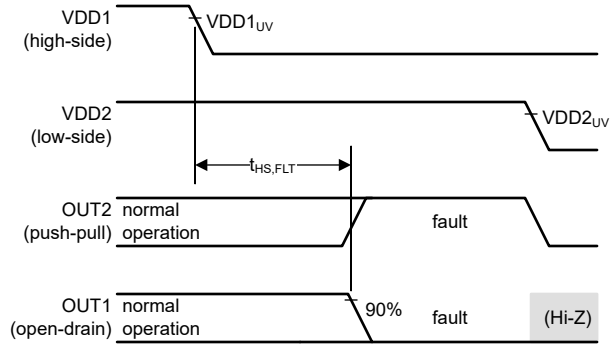 VDD1
(high-side)
VDD1UV
VDD2
(low-side)
VDD2UV
tHS,FLT
OUT2
(push-pull)
normal
operation
fault
OUT1
(open-drain)
normal
operation
90%
fault
(Hi-Z)